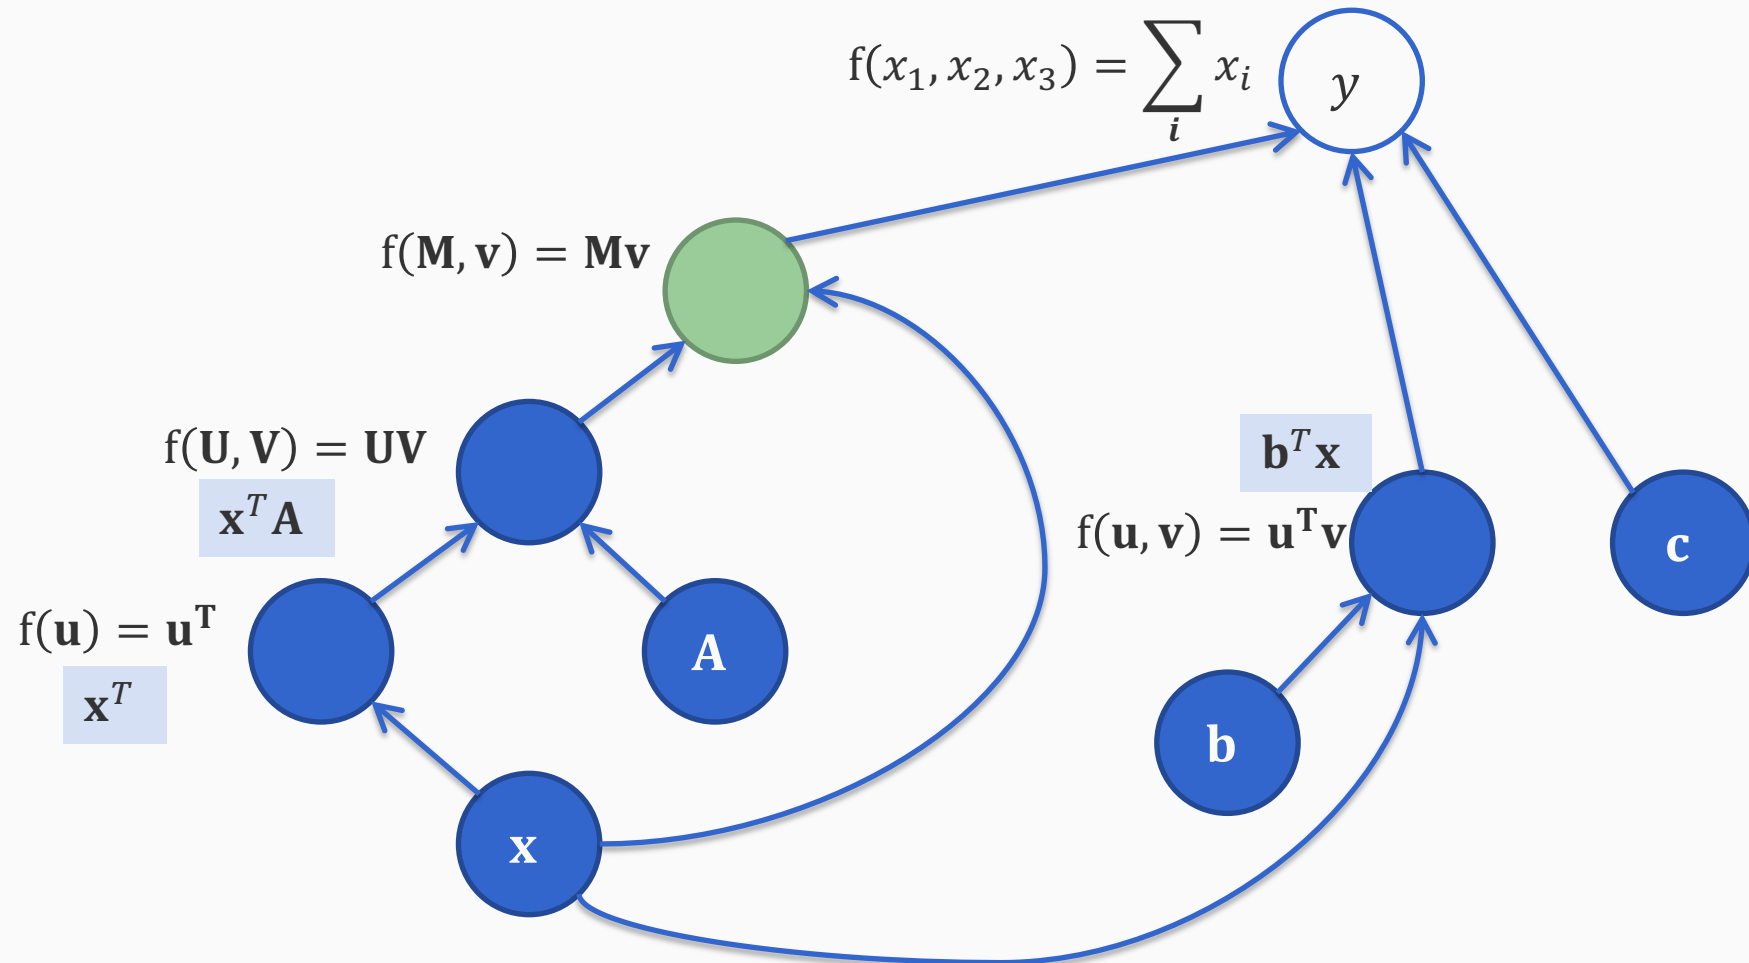 f(x₁, x₂, x₃) = ∑ᵢ xᵢ
y
f(𝐌, 𝐯) = 𝐌𝐯
f(𝐔, 𝐕) = 𝐔𝐕
𝐱ᵀ𝐀
𝐛ᵀ𝐱
f(𝐮, 𝐯) = 𝐮ᵀ𝐯
𝐜
f(𝐮) = 𝐮ᵀ
𝐱ᵀ
𝐀
𝐛
𝐱